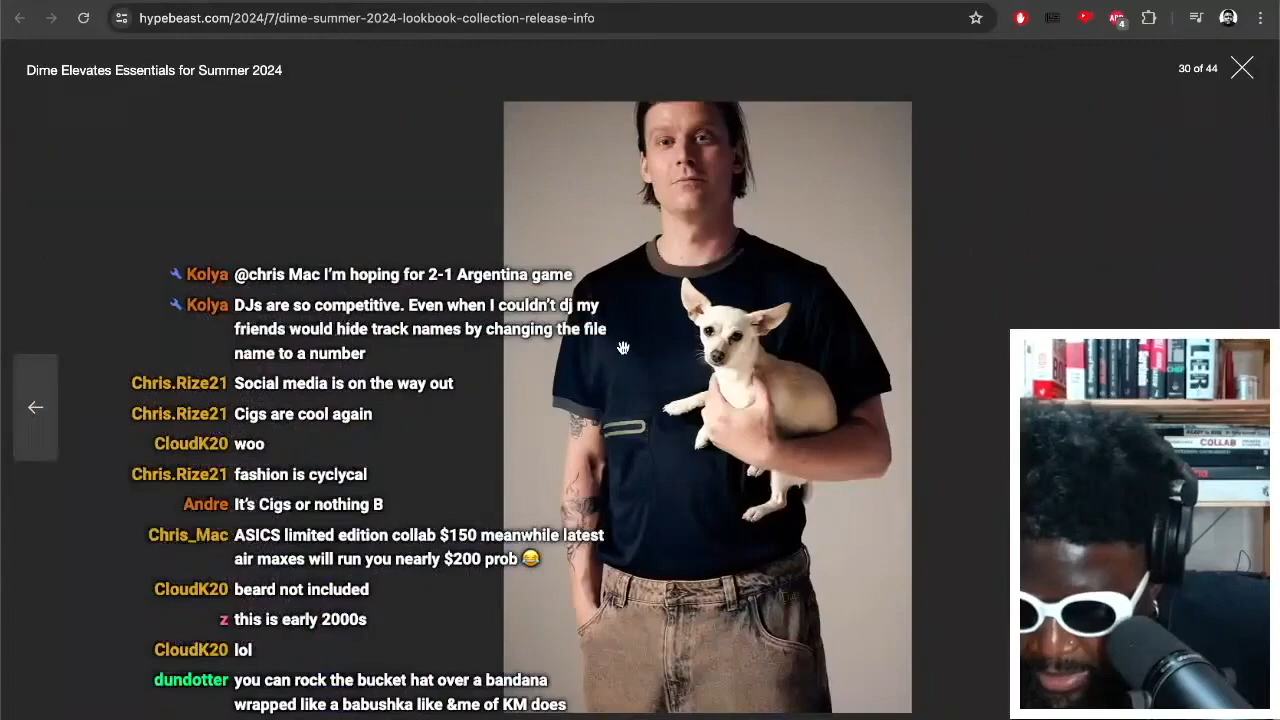 hypebeast.com/2024/7/dime-summer-2024-lookbook-collection-release-info
4
Dime Elevates Essentials for Summer 2024
30 of 44
Kolya @chris Mac I'm hoping for 2-1 Argentina game
Kolya DJs are so competitive. Even when I couldn't dj my
friends would hide track names by changing the file
name to a number
Chris.Rize21 Social media is on the way out
Chris.Rize21 Cigs are cool again
CloudK20 woo
Chris.Rize21 fashion is cyclycal
Andre It's Cigs or nothing B
Chris_Mac ASICS limited edition collab $150 meanwhile latest
air maxes will run you nearly $200 prob 😂
CloudK20 beard not included
z this is early 2000s
CloudK20 lol
dundotter you can rock the bucket hat over a bandana
wrapped like a babushka like &me of KM does
COLLAB